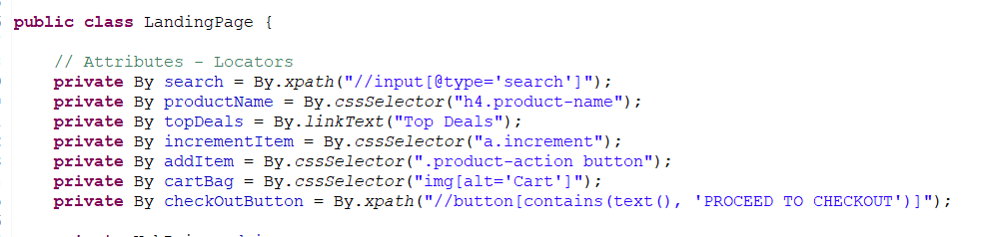 public class LandingPage {
// Attributes - Locators
private By search = By.xpath("//input[@type='search']");
private By productName = By.cssSelector("h4.product-name");
private By topDeals = By.linkText("Top Deals");
private By incrementItem = By.cssSelector("a.increment");
private By addItem = By.cssSelector(".product-action button");
private By cartBag = By.cssSelector("img[alt='Cart']");
private By checkOutButton = By.xpath("//button[contains(text(), 'PROCEED TO CHECKOUT')]");